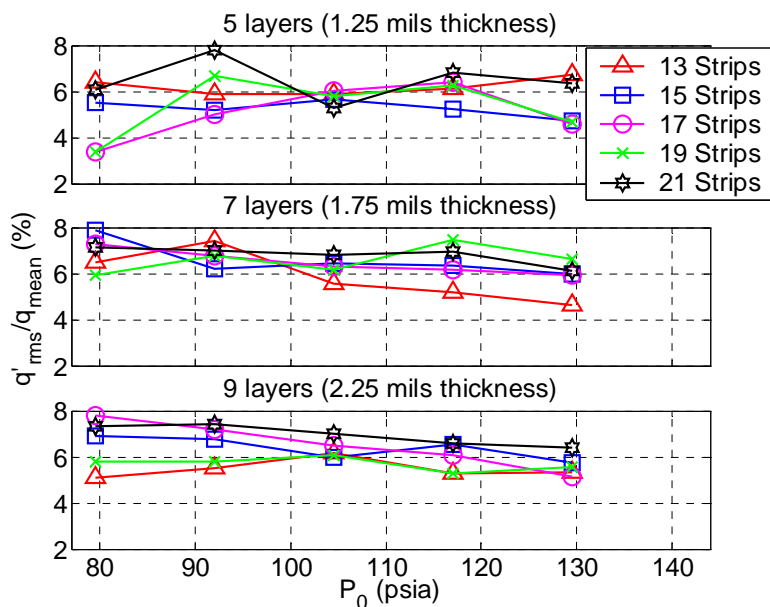 5 layers (1.25 mils thickness)
8
6
4
2
13 Strips
15 Strips
17 Strips
19 Strips
21 Strips
7 layers (1.75 mils thickness)
8
6
4
2
q'rms/qmean (%)
9 layers (2.25 mils thickness)
8
6
4
2
80 90 100 110 120 130 140
P0 (psia)